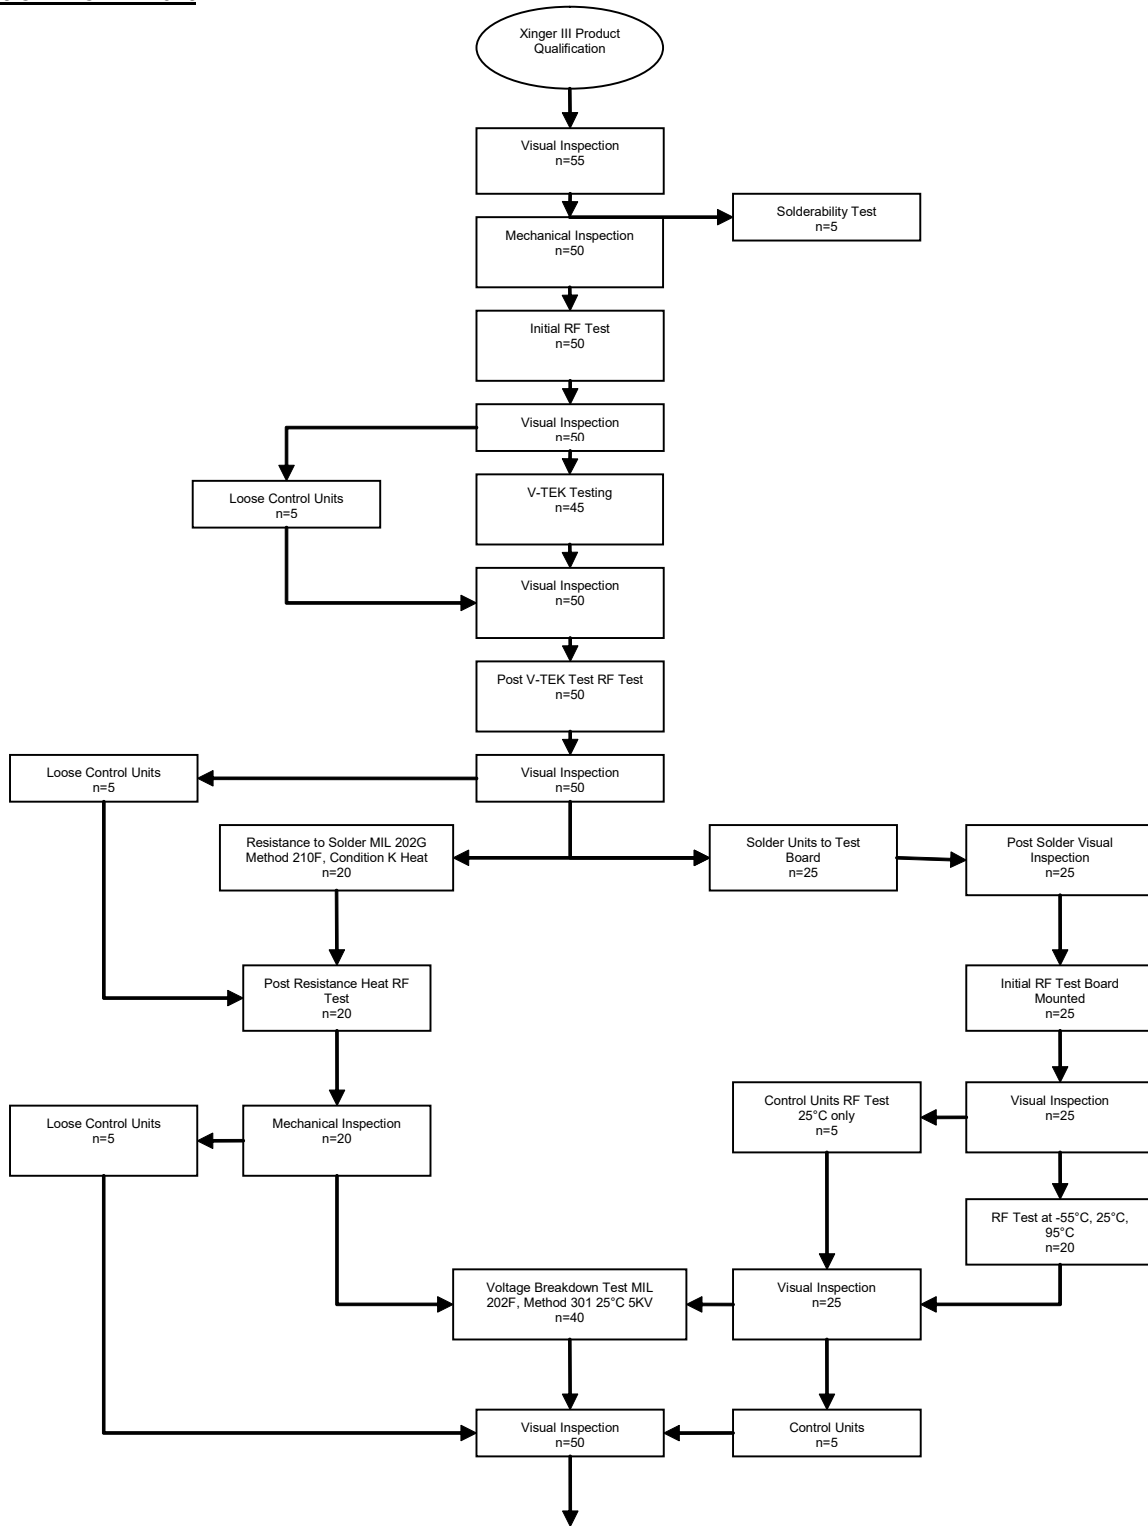 Xinger III Product
Qualification
Visual Inspection
n=55
Solderability Test
n=5
Mechanical Inspection
n=50
Initial RF Test
n=50
Visual Inspection
n=50
Loose Control Units
n=5
V-TEK Testing
n=45
Visual Inspection
n=50
Post V-TEK Test RF Test
n=50
Loose Control Units
n=5
Visual Inspection
n=50
Resistance to Solder MIL 202G
Method 210F, Condition K Heat
n=20
Solder Units to Test
Board
n=25
Post Solder Visual
Inspection
n=25
Post Resistance Heat RF
Test
n=20
Initial RF Test Board
Mounted
n=25
Loose Control Units
n=5
Mechanical Inspection
n=20
Control Units RF Test
25°C only
n=5
Visual Inspection
n=25
RF Test at -55°C, 25°C,
95°C
n=20
Voltage Breakdown Test MIL
202F, Method 301 25°C 5KV
n=40
Visual Inspection
n=25
Visual Inspection
n=50
Control Units
n=5